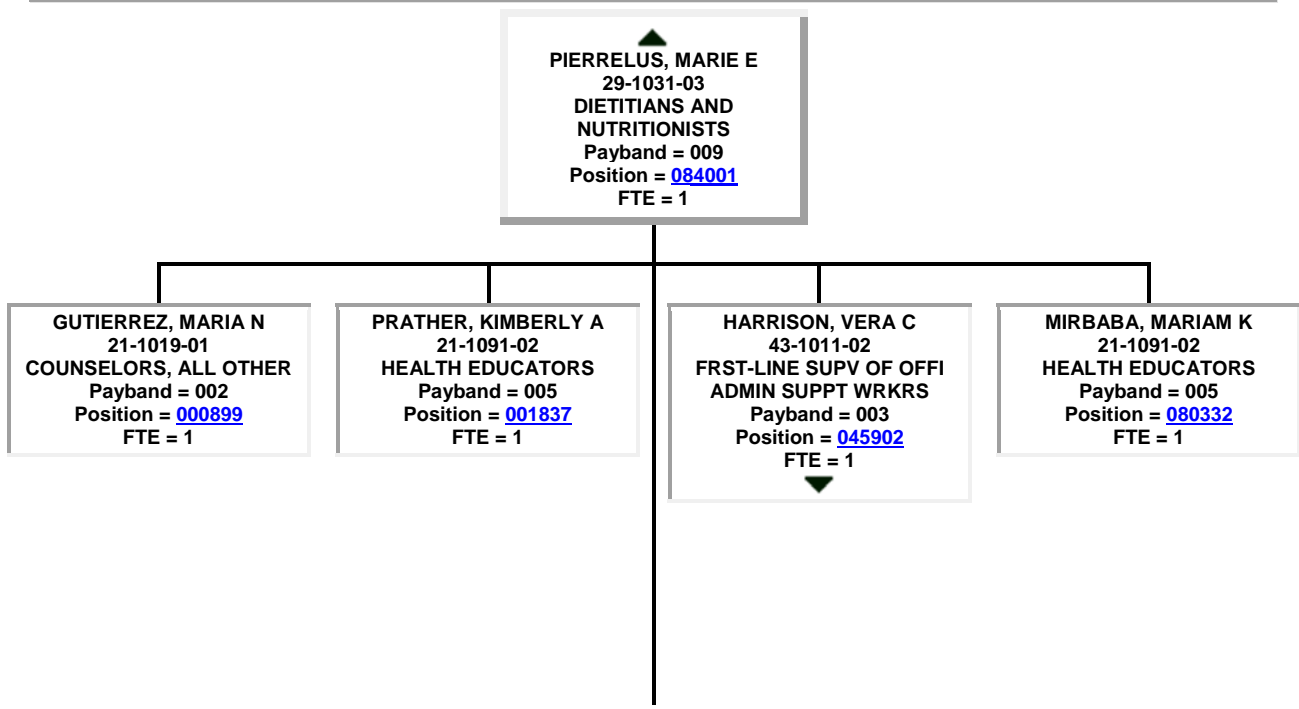 PIERRELUS, MARIE E
29-1031-03
DIETITIANS AND
NUTRITIONISTS
Payband = 009
Position = 084001
FTE = 1
GUTIERREZ, MARIA N
21-1019-01
COUNSELORS, ALL OTHER
Payband = 002
Position = 000899
FTE = 1
PRATHER, KIMBERLY A
21-1091-02
HEALTH EDUCATORS
Payband = 005
Position = 001837
FTE = 1
HARRISON, VERA C
43-1011-02
FRST-LINE SUPV OF OFFI
ADMIN SUPPT WRKRS
Payband = 003
Position = 045902
FTE = 1
MIRBABA, MARIAM K
21-1091-02
HEALTH EDUCATORS
Payband = 005
Position = 080332
FTE = 1